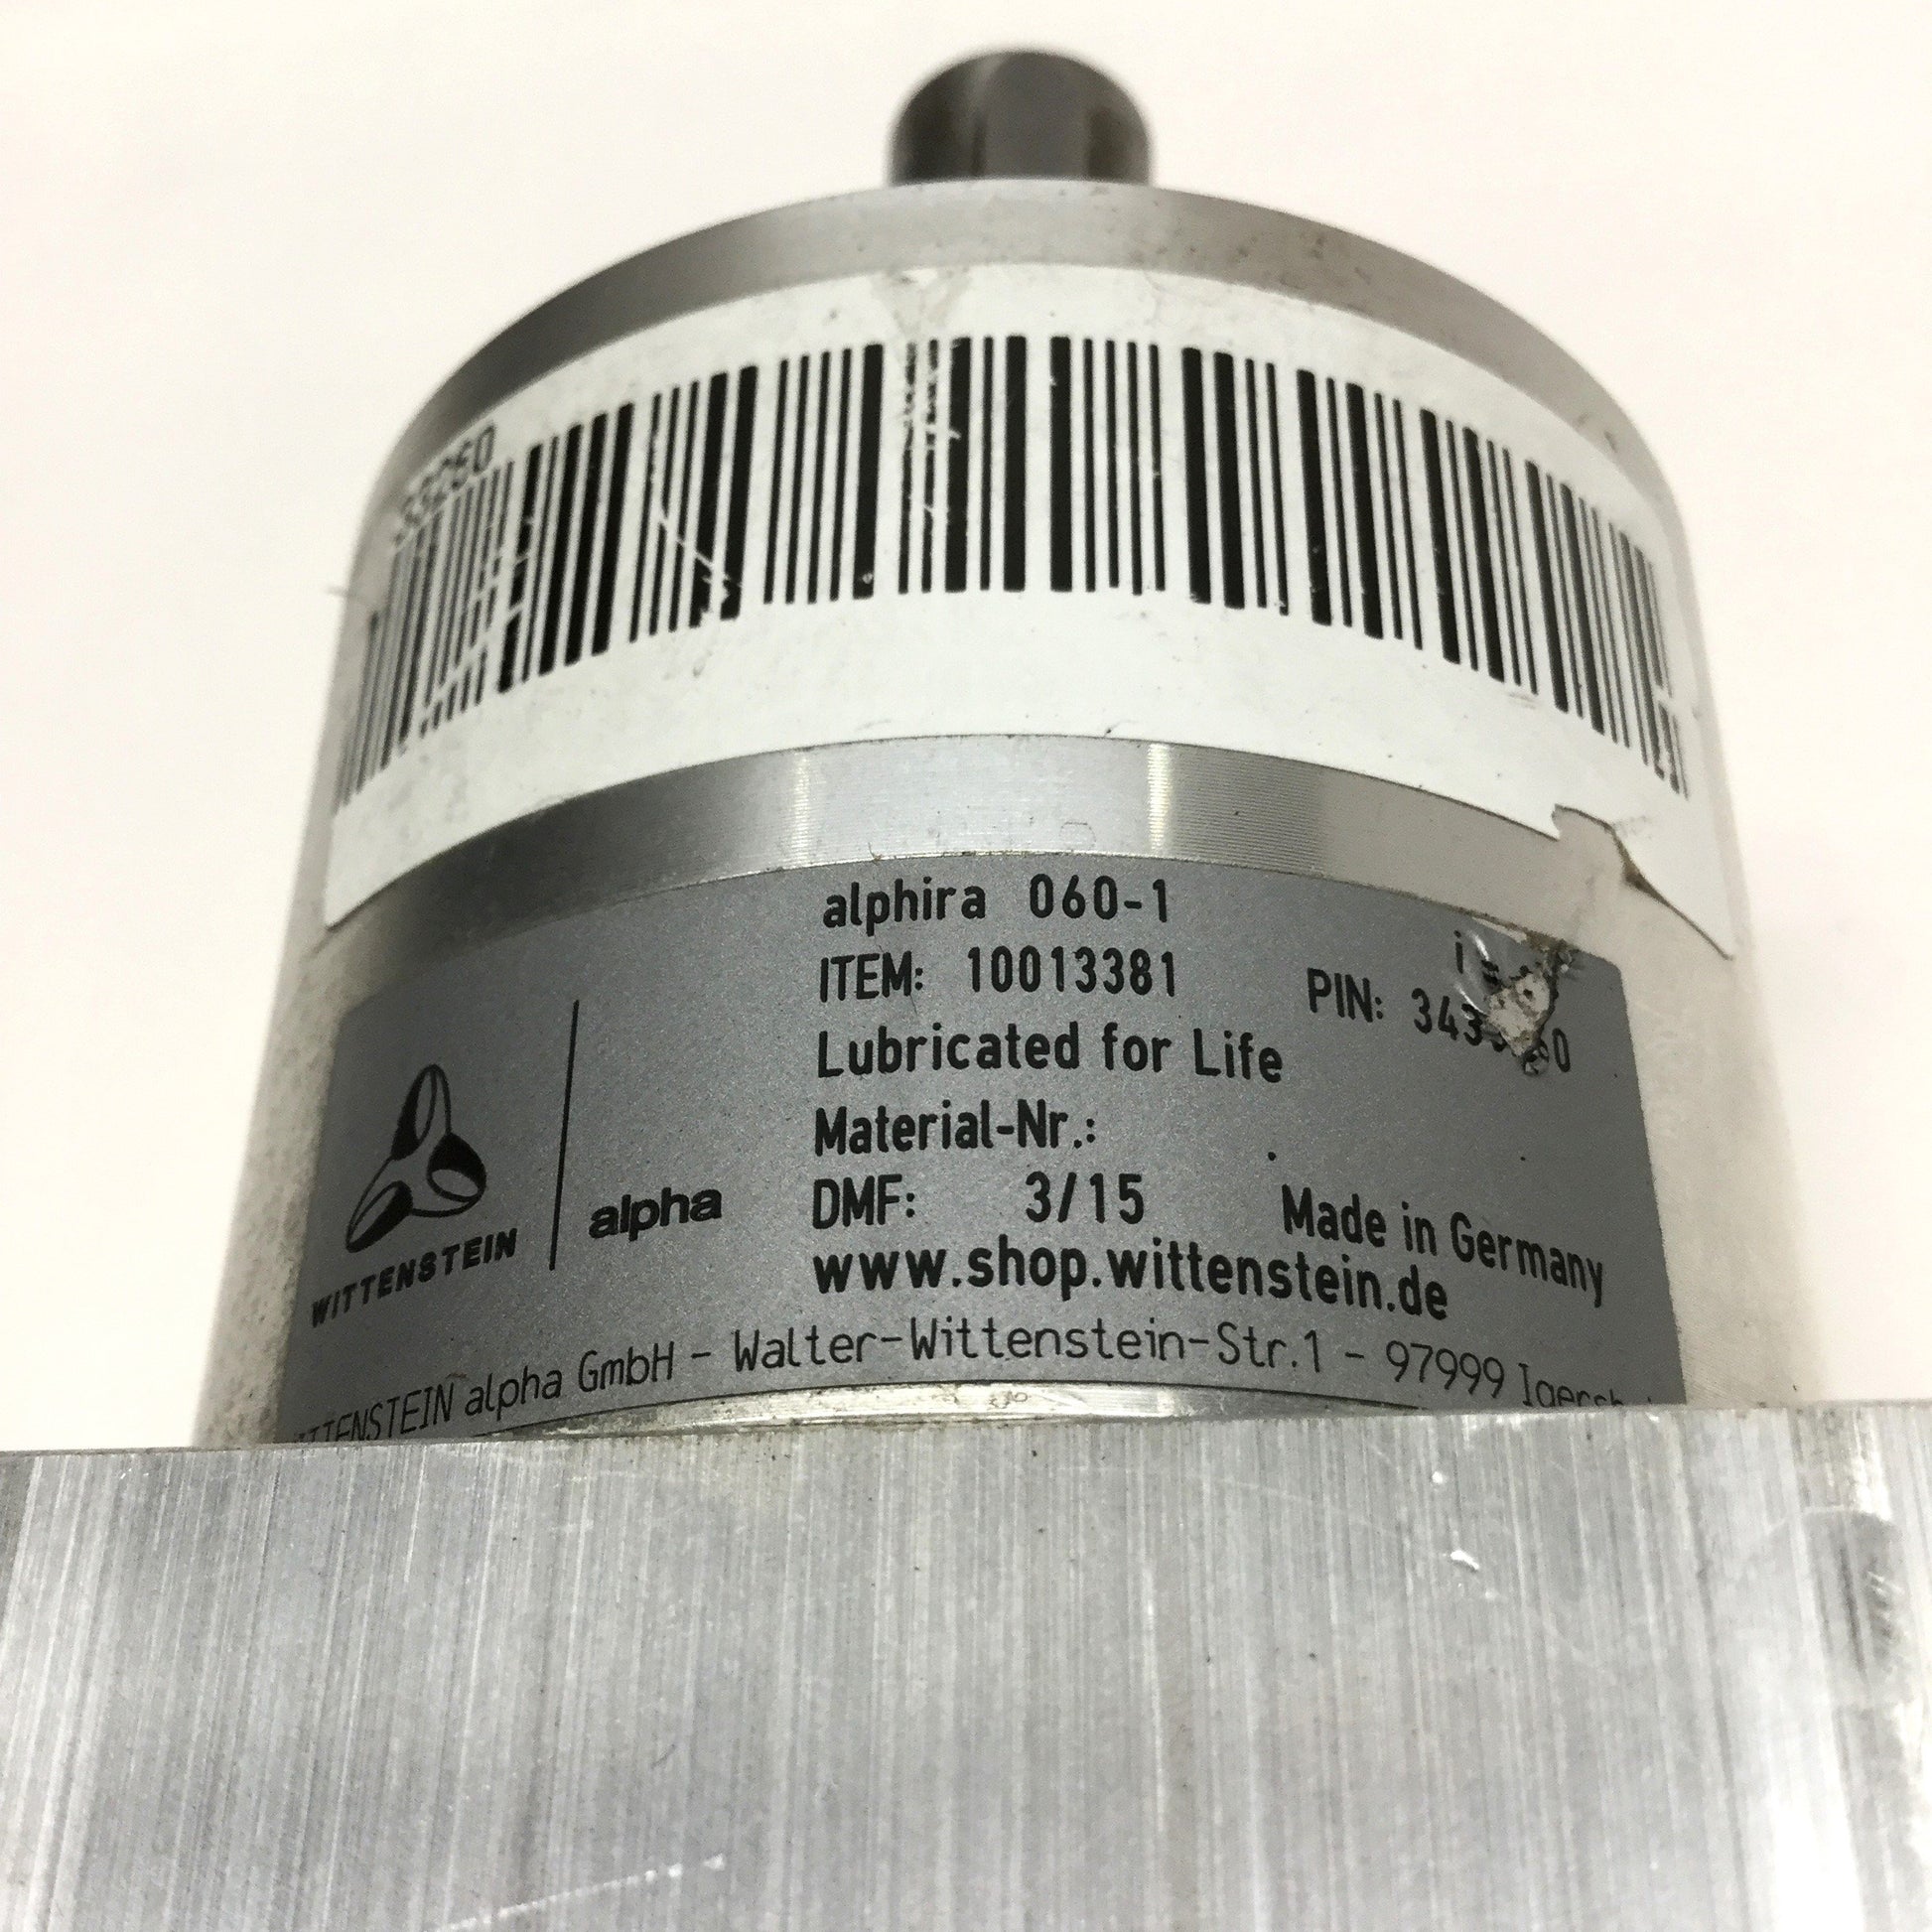 alphira 060-1
ITEM: 10013381
PIN:
Lubricated for Life
Material-Nr.:
DMF: 3/15
Made in Germany
www.shop.wittenstein.de
WITTENSTEIN
alpha
alpha GmbH - Walter-Wittenstein-Str.1 - 97999